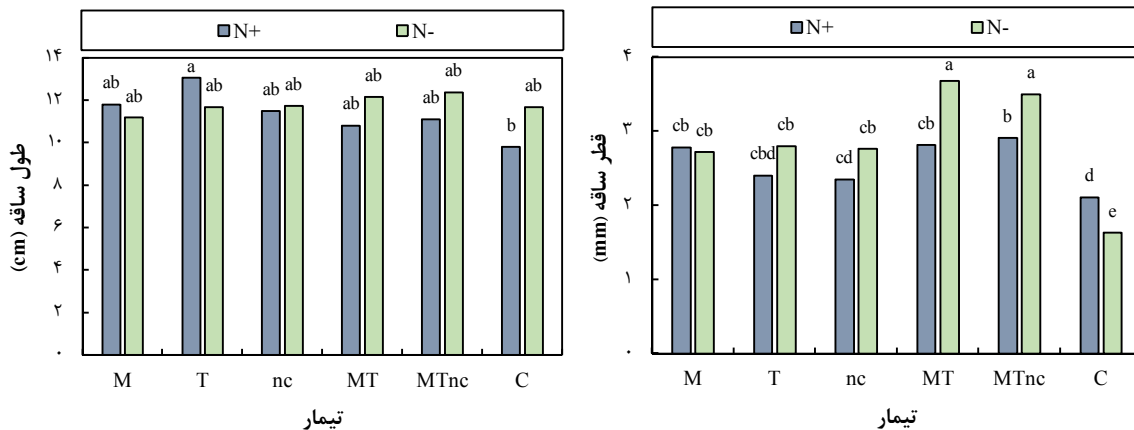 N+ N-
۱۴
۱۲
۱۰
۸
۶
۴
۲
۰
طول ساقه (cm)
ab ab a ab ab ab ab ab ab ab b ab
M T nc MT MTnc C
تیمار
N+ N-
۴
۳
۲
۱
۰
قطر ساقه (mm)
cb cb cbd cb cd cb cb a b a d e
M T nc MT MTnc C
تیمار